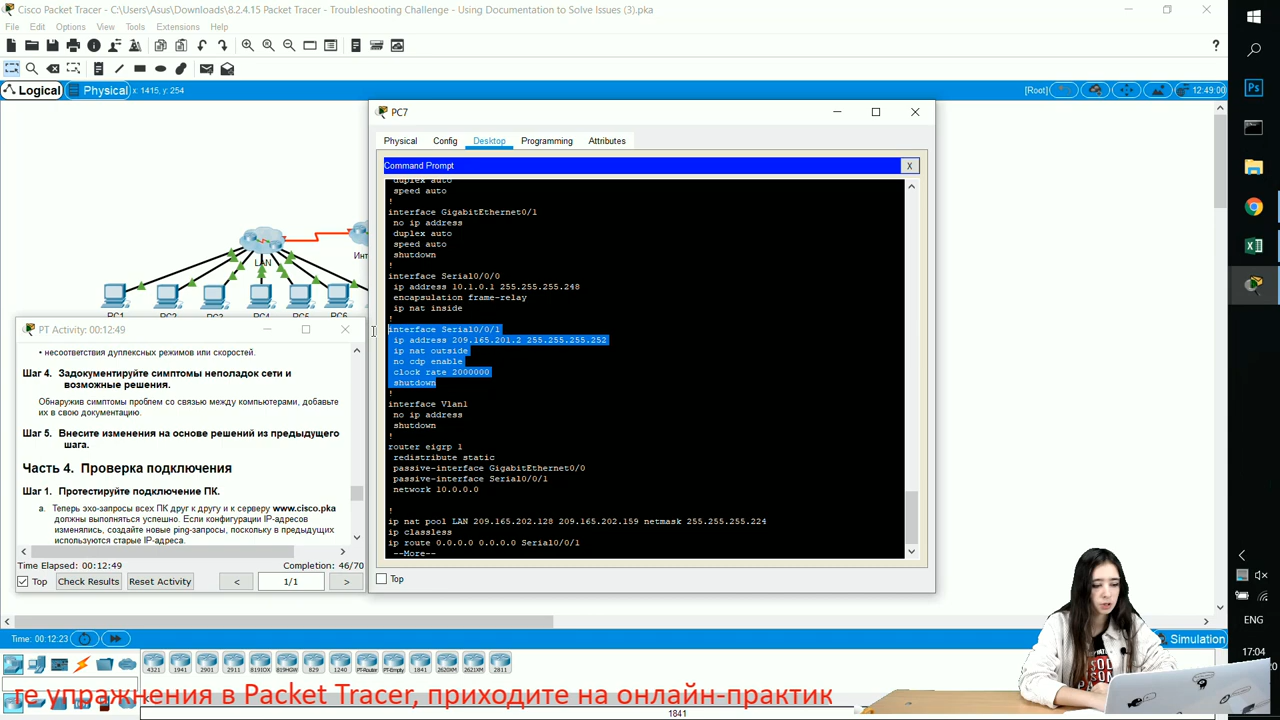 Cisco Packet Tracer - C:\Users\Asus\Downloads\8.2.4.15 Packet Tracer - Troubleshooting Challenge - Using Documentation to Solve Issues (3).pka
File Edit Options View Tools Extensions Help
?
Logical Physical x: 1415, y: 254 [Root] 12:49:00
LAN
Инт
PC1 PC2 PC3 PC4 PC5 PC6
PC7
Physical Config Desktop Programming Attributes
Command Prompt X
duplex auto
speed auto
!
interface GigabitEthernet0/1
no ip address
duplex auto
speed auto
shutdown
!
interface Serial0/0/0
ip address 10.1.0.1 255.255.255.248
encapsulation frame-relay
ip nat inside
!
interface Serial0/0/1
ip address 209.165.201.2 255.255.255.252
ip nat outside
no cdp enable
clock rate 2000000
shutdown
!
interface Vlan1
no ip address
shutdown
!
router eigrp 1
redistribute static
passive-interface GigabitEthernet0/0
passive-interface Serial0/0/1
network 10.0.0.0
!
ip nat pool LAN 209.165.202.128 209.165.202.159 netmask 255.255.255.224
ip classless
ip route 0.0.0.0 0.0.0.0 Serial0/0/1
--More--
Top
PT Activity: 00:12:49
• несоответствия дуплексных режимов или скоростей.
Шаг 4. Задокументируйте симптомы неполадок сети и
возможные решения.
Обнаружив симптомы проблем со связью между компьютерами, добавьте
их в свою документацию.
Шаг 5. Внесите изменения на основе решений из предыдущего
шага.
Часть 4. Проверка подключения
Шаг 1. Протестируйте подключение ПК.
a. Теперь эхо-запросы всех ПК друг к другу и к серверу www.cisco.pka
должны выполняться успешно. Если конфигурации IP-адресов
изменялись, создайте новые ping-запросы, поскольку в предыдущих
используются старые IP-адреса.
Time Elapsed: 00:12:49 Completion: 46/70
Top Check Results Reset Activity < 1/1 >
Time: 00:12:23 Simulation
4321 1941 2901 2911 819IOX 819HGW 829 1240 PT-Router PT-Empty 1841 2620XM 2621XM 2811
1841
те упражнения в Packet Tracer, приходите на онлайн-практик
Ps
ENG
17:04